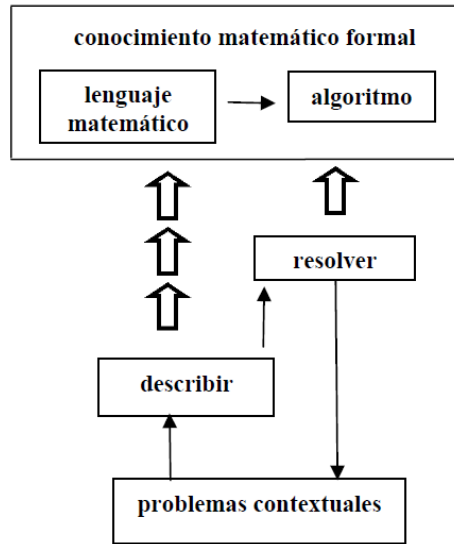 conocimiento matemático formal
lenguaje
matemático
algoritmo
resolver
describir
problemas contextuales